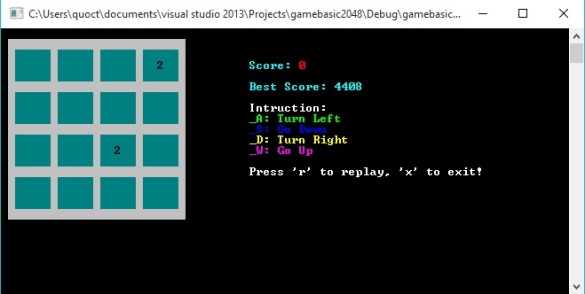 C:\Users\quoct\documents\visual studio 2013\Projects\gamebasic2048\Debug\gamebasic...
2
2
Score: 0
Best Score: 4408
Intruction:
_A: Turn Left
_S: Go Down
_D: Turn Right
_W: Go Up
Press 'r' to replay, 'x' to exit!